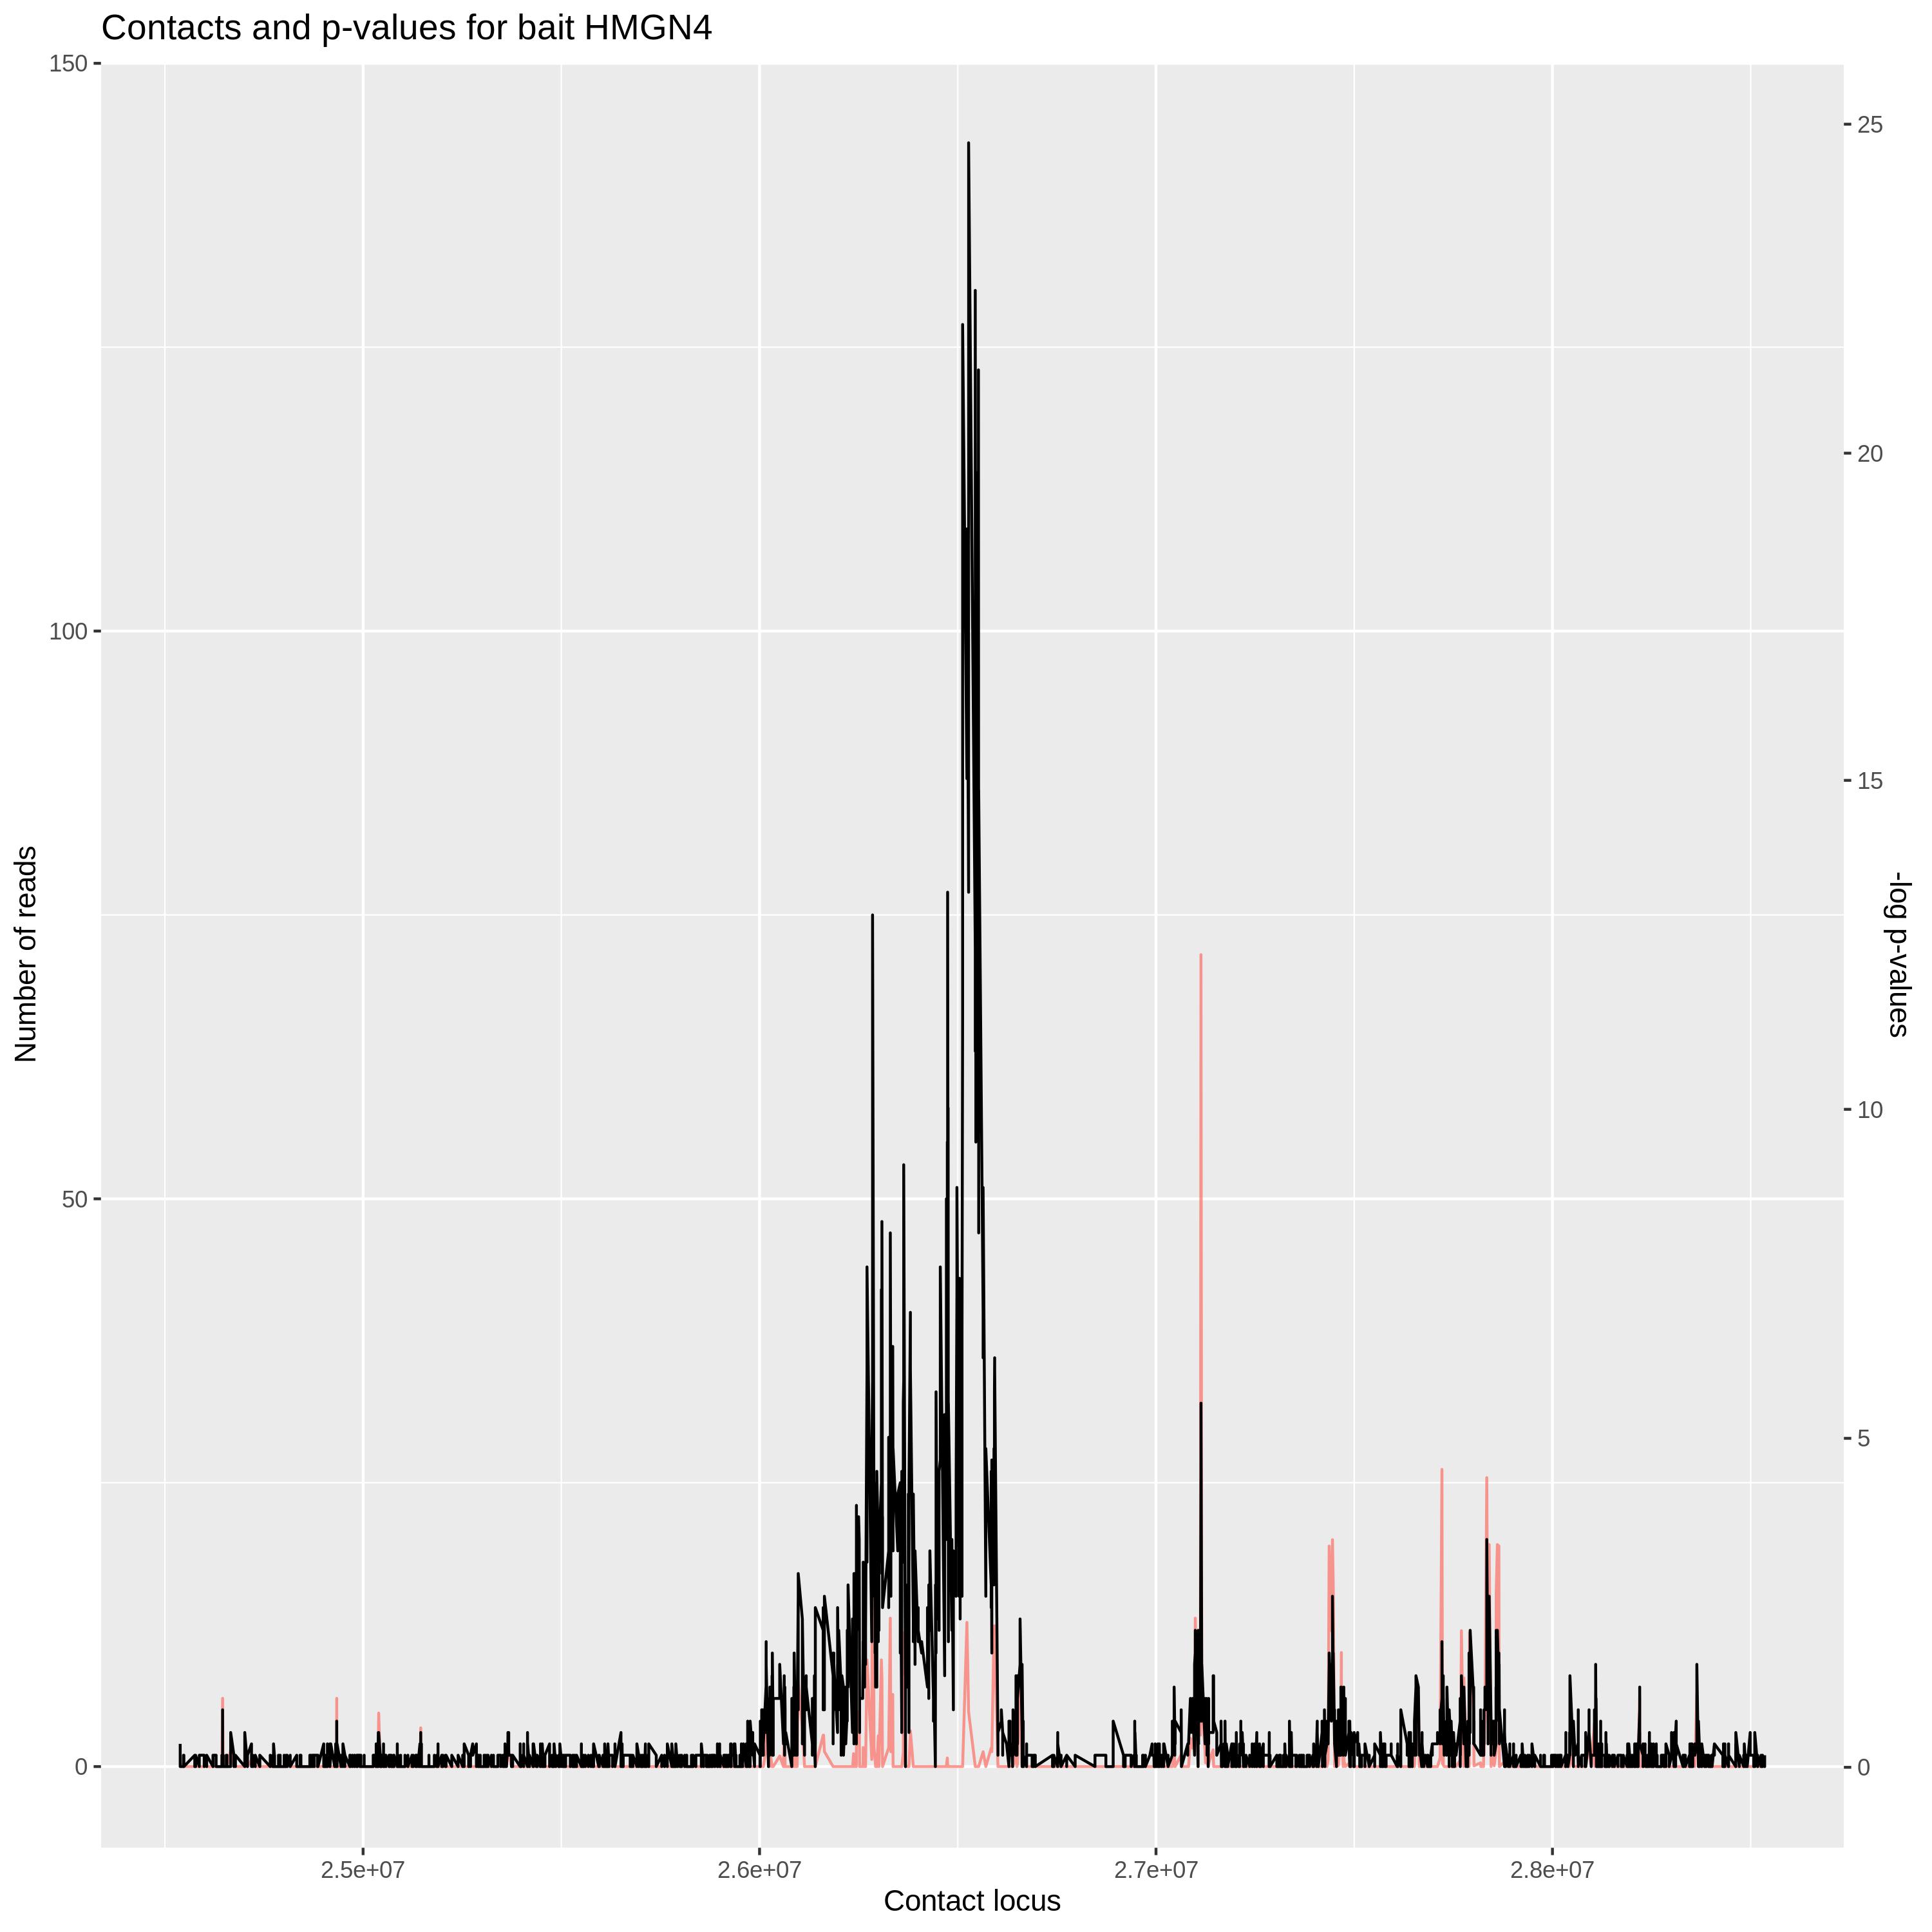 Contacts and p-values for bait HMGN4
150
100
50
0
Number of reads
25
20
15
10
5
0
-log p-values
2.5e+07 2.6e+07 2.7e+07 2.8e+07
Contact locus